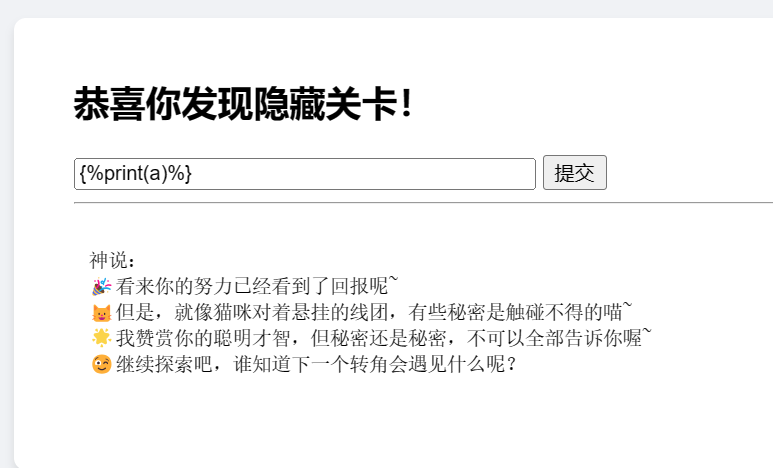 恭喜你发现隐藏关卡！
{%print(a)%} 提交
神说：
🎉看来你的努力已经看到了回报呢~
😺但是，就像猫咪对着悬挂的线团，有些秘密是触碰不得的喵~
🌟我赞赏你的聪明才智，但秘密还是秘密，不可以全部告诉你喔~
😉继续探索吧，谁知道下一个转角会遇见什么呢？